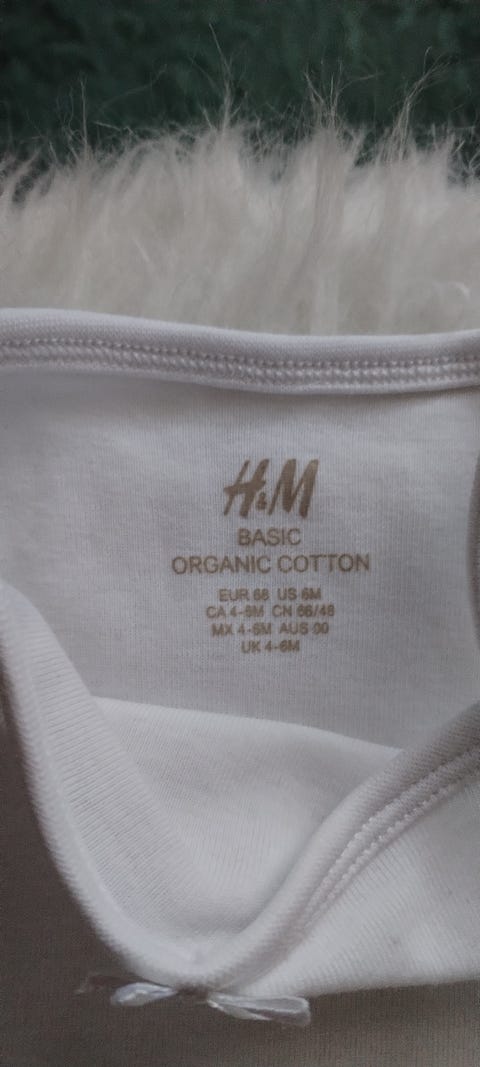 H&M
BASIC
ORGANIC COTTON
EUR 68 US 6M
CA 4-6M CN 66/48
MX 4-6M AUS 00
UK 4-6M